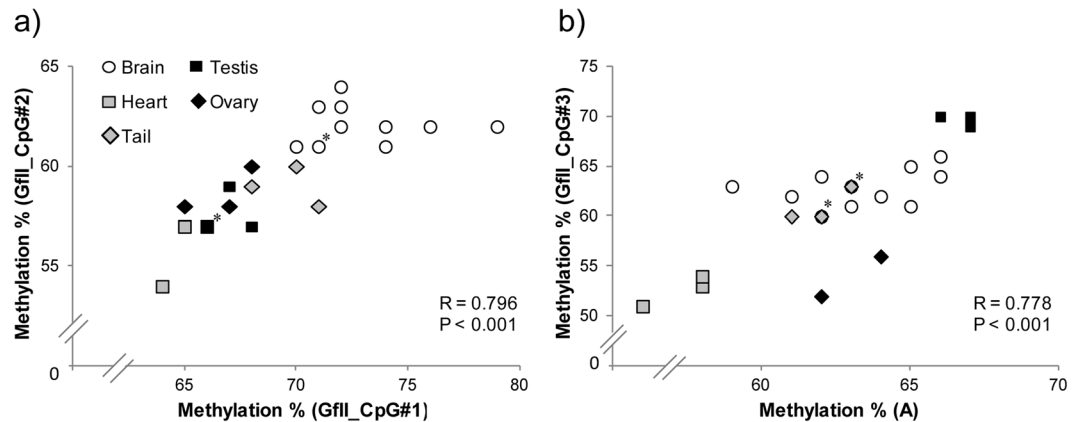 a)
65
60
55
0
65
70
75
80
Methylation % (GfII_CpG#2)
Methylation % (GfII_CpG#1)
Brain
Testis
Heart
Ovary
Tail
*
*
R = 0.796
P < 0.001
b)
75
70
65
60
55
50
0
60
65
70
Methylation % (GfII_CpG#3)
Methylation % (A)
*
*
R = 0.778
P < 0.001